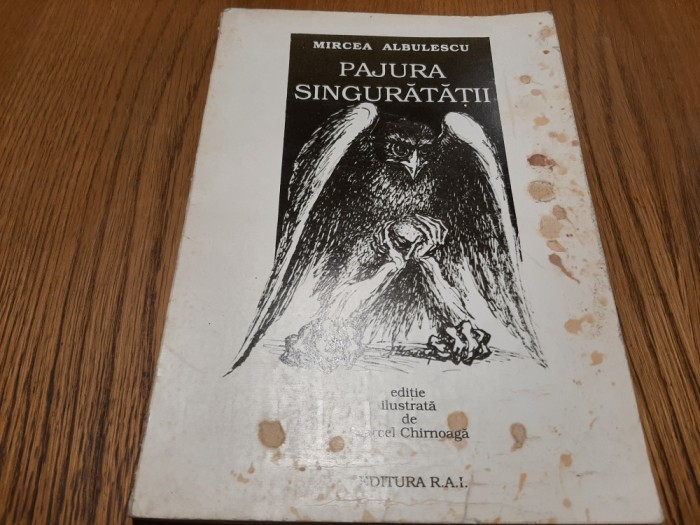 MIRCEA ALBULESCU
PAJURA
SINGURĂTĂȚII
ediție
ilustrată
de
Chirnoagă
EDITURA R.A.I.